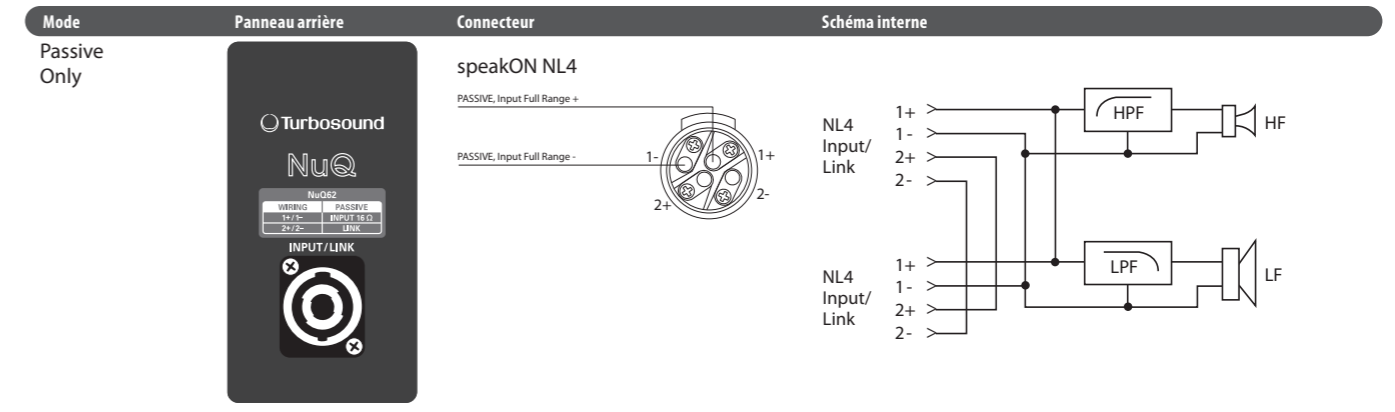 Mode Panneau arrière Connecteur Schéma interne
Passive
Only
Turbosound
NuQ
NuQ62
WIRING PASSIVE
1+/1– INPUT 16 Ω
2+/2– LINK
INPUT/LINK
speakON NL4
PASSIVE, Input Full Range +
PASSIVE, Input Full Range -
1-
1+
2+
2-
NL4
Input/
Link
1+
1 -
2+
2 -
HPF
HF
NL4
Input/
Link
1+
1 -
2+
2 -
LPF
LF